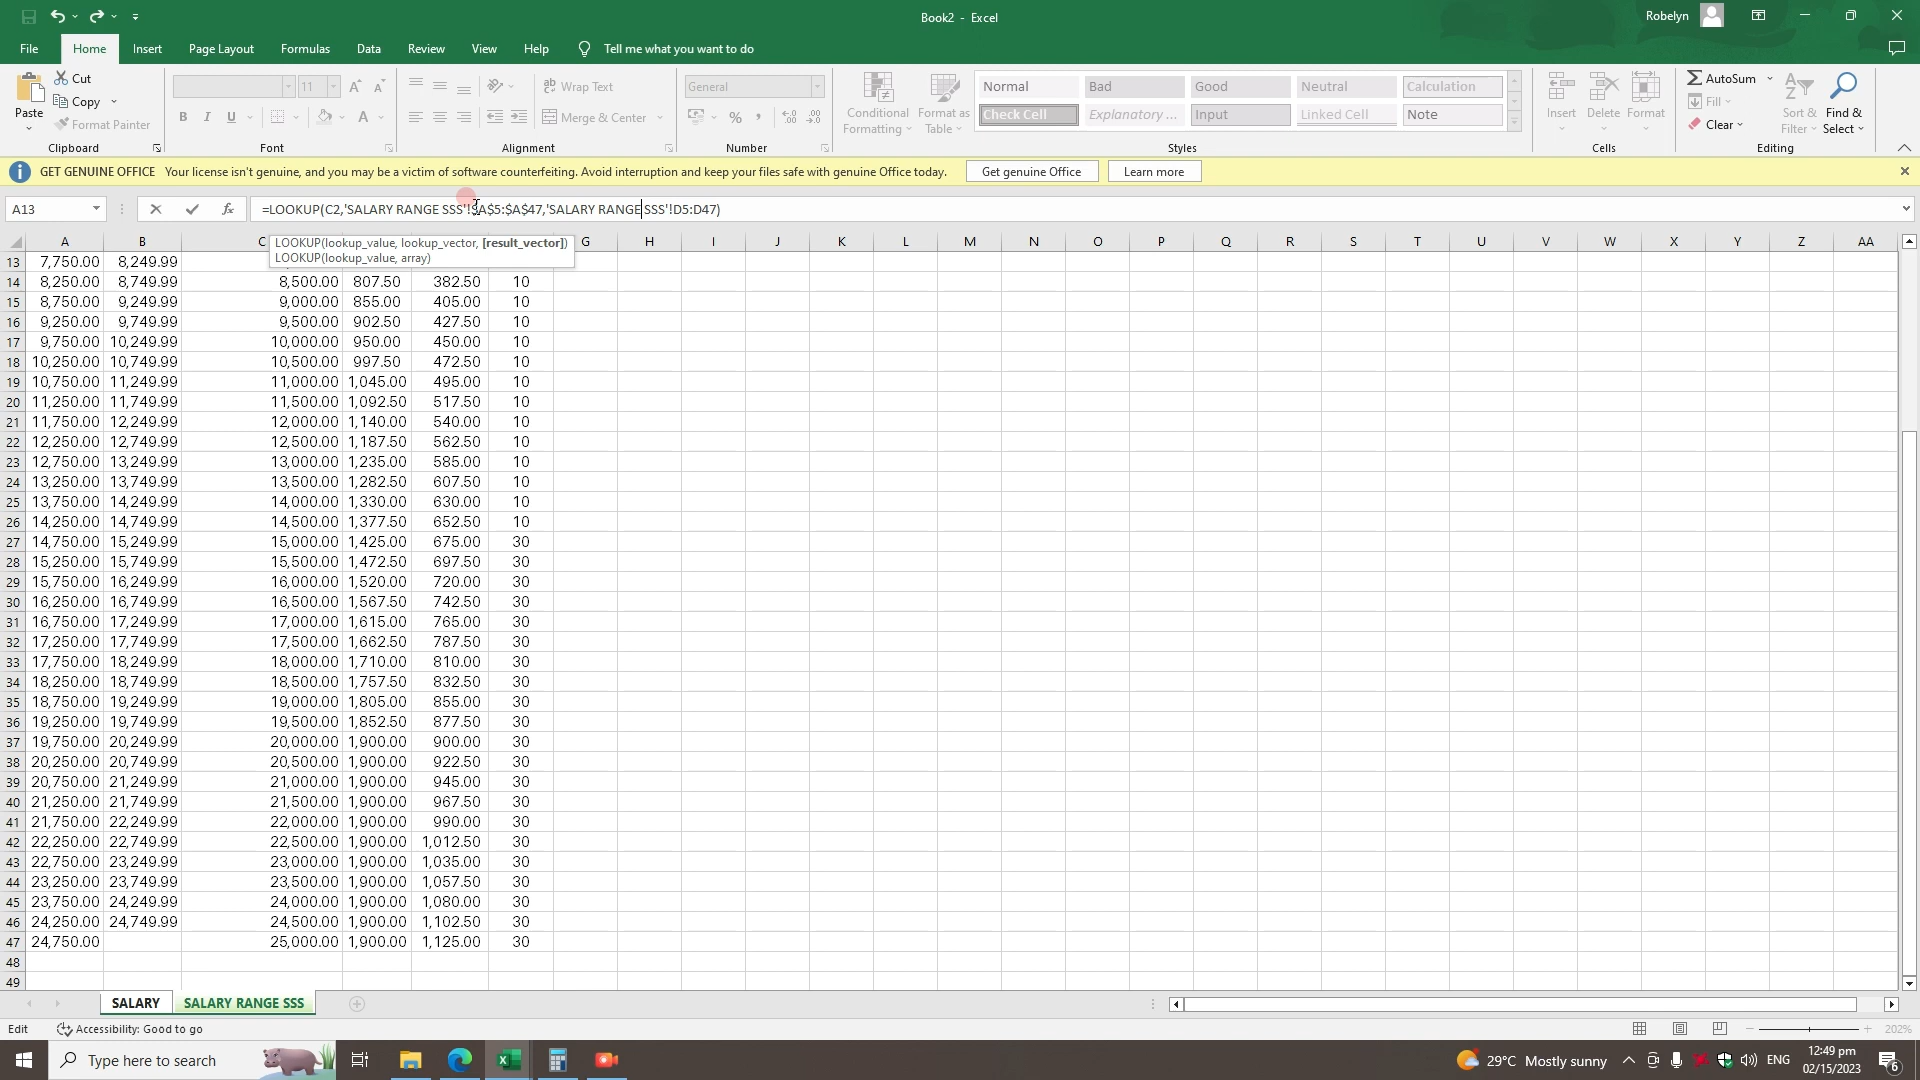 Book2 - Excel
Robelyn
File Home Insert Page Layout Formulas Data Review View Help Tell me what you want to do
Paste Cut Copy Format Painter Clipboard
11 B I U A Font
ab Wrap Text Merge & Center Alignment
General % , Number
Conditional Formatting Format as Table
Normal Bad Good Neutral Calculation
Check Cell Explanatory ... Input Linked Cell Note
Styles
Insert Delete Format Cells
AutoSum Fill Clear Sort & Filter Find & Select Editing
GET GENUINE OFFICE Your license isn't genuine, and you may be a victim of software counterfeiting. Avoid interruption and keep your files safe with genuine Office today. Get genuine Office Learn more
A13 fx =LOOKUP(C2,'SALARY RANGE SSS'!$A$5:$A$47,'SALARY RANGE SSS'!D5:D47)
LOOKUP(lookup_value, lookup_vector, [result_vector])
LOOKUP(lookup_value, array)
A B C G H I J K L M N O P Q R S T U V W X Y Z AA
13 7,750.00 8,249.99
14 8,250.00 8,749.99 8,500.00 807.50 382.50 10
15 8,750.00 9,249.99 9,000.00 855.00 405.00 10
16 9,250.00 9,749.99 9,500.00 902.50 427.50 10
17 9,750.00 10,249.99 10,000.00 950.00 450.00 10
18 10,250.00 10,749.99 10,500.00 997.50 472.50 10
19 10,750.00 11,249.99 11,000.00 1,045.00 495.00 10
20 11,250.00 11,749.99 11,500.00 1,092.50 517.50 10
21 11,750.00 12,249.99 12,000.00 1,140.00 540.00 10
22 12,250.00 12,749.99 12,500.00 1,187.50 562.50 10
23 12,750.00 13,249.99 13,000.00 1,235.00 585.00 10
24 13,250.00 13,749.99 13,500.00 1,282.50 607.50 10
25 13,750.00 14,249.99 14,000.00 1,330.00 630.00 10
26 14,250.00 14,749.99 14,500.00 1,377.50 652.50 10
27 14,750.00 15,249.99 15,000.00 1,425.00 675.00 30
28 15,250.00 15,749.99 15,500.00 1,472.50 697.50 30
29 15,750.00 16,249.99 16,000.00 1,520.00 720.00 30
30 16,250.00 16,749.99 16,500.00 1,567.50 742.50 30
31 16,750.00 17,249.99 17,000.00 1,615.00 765.00 30
32 17,250.00 17,749.99 17,500.00 1,662.50 787.50 30
33 17,750.00 18,249.99 18,000.00 1,710.00 810.00 30
34 18,250.00 18,749.99 18,500.00 1,757.50 832.50 30
35 18,750.00 19,249.99 19,000.00 1,805.00 855.00 30
36 19,250.00 19,749.99 19,500.00 1,852.50 877.50 30
37 19,750.00 20,249.99 20,000.00 1,900.00 900.00 30
38 20,250.00 20,749.99 20,500.00 1,900.00 922.50 30
39 20,750.00 21,249.99 21,000.00 1,900.00 945.00 30
40 21,250.00 21,749.99 21,500.00 1,900.00 967.50 30
41 21,750.00 22,249.99 22,000.00 1,900.00 990.00 30
42 22,250.00 22,749.99 22,500.00 1,900.00 1,012.50 30
43 22,750.00 23,249.99 23,000.00 1,900.00 1,035.00 30
44 23,250.00 23,749.99 23,500.00 1,900.00 1,057.50 30
45 23,750.00 24,249.99 24,000.00 1,900.00 1,080.00 30
46 24,250.00 24,749.99 24,500.00 1,900.00 1,102.50 30
47 24,750.00 25,000.00 1,900.00 1,125.00 30
48
49
SALARY SALARY RANGE SSS
Edit Accessibility: Good to go 202%
Type here to search 29°C Mostly sunny ENG 12:49 pm 02/15/2023 6